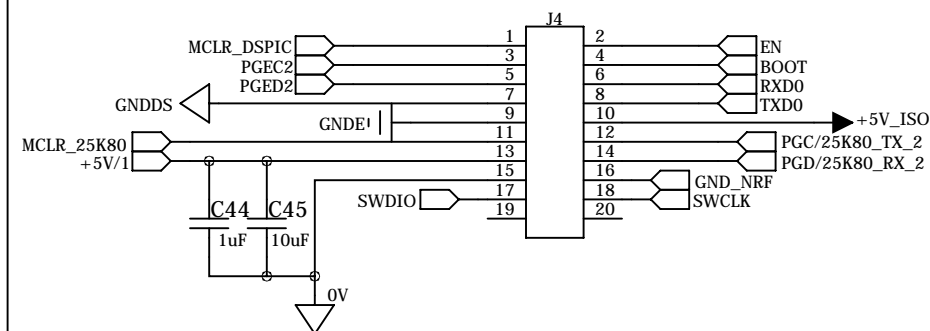 J4
MCLR_DSPIC 1 2 EN
PGEC2 3 4 BOOT
PGED2 5 6 RXD0
GNDDS 7 8 TXD0
GNDE 9 10 +5V_ISO
MCLR_25K80 11 12 PGC/25K80_TX_2
+5V/1 13 14 PGD/25K80_RX_2
15 16 GND_NRF
SWDIO 17 18 SWCLK
19 20
C44 C45
1uF 10uF
0V